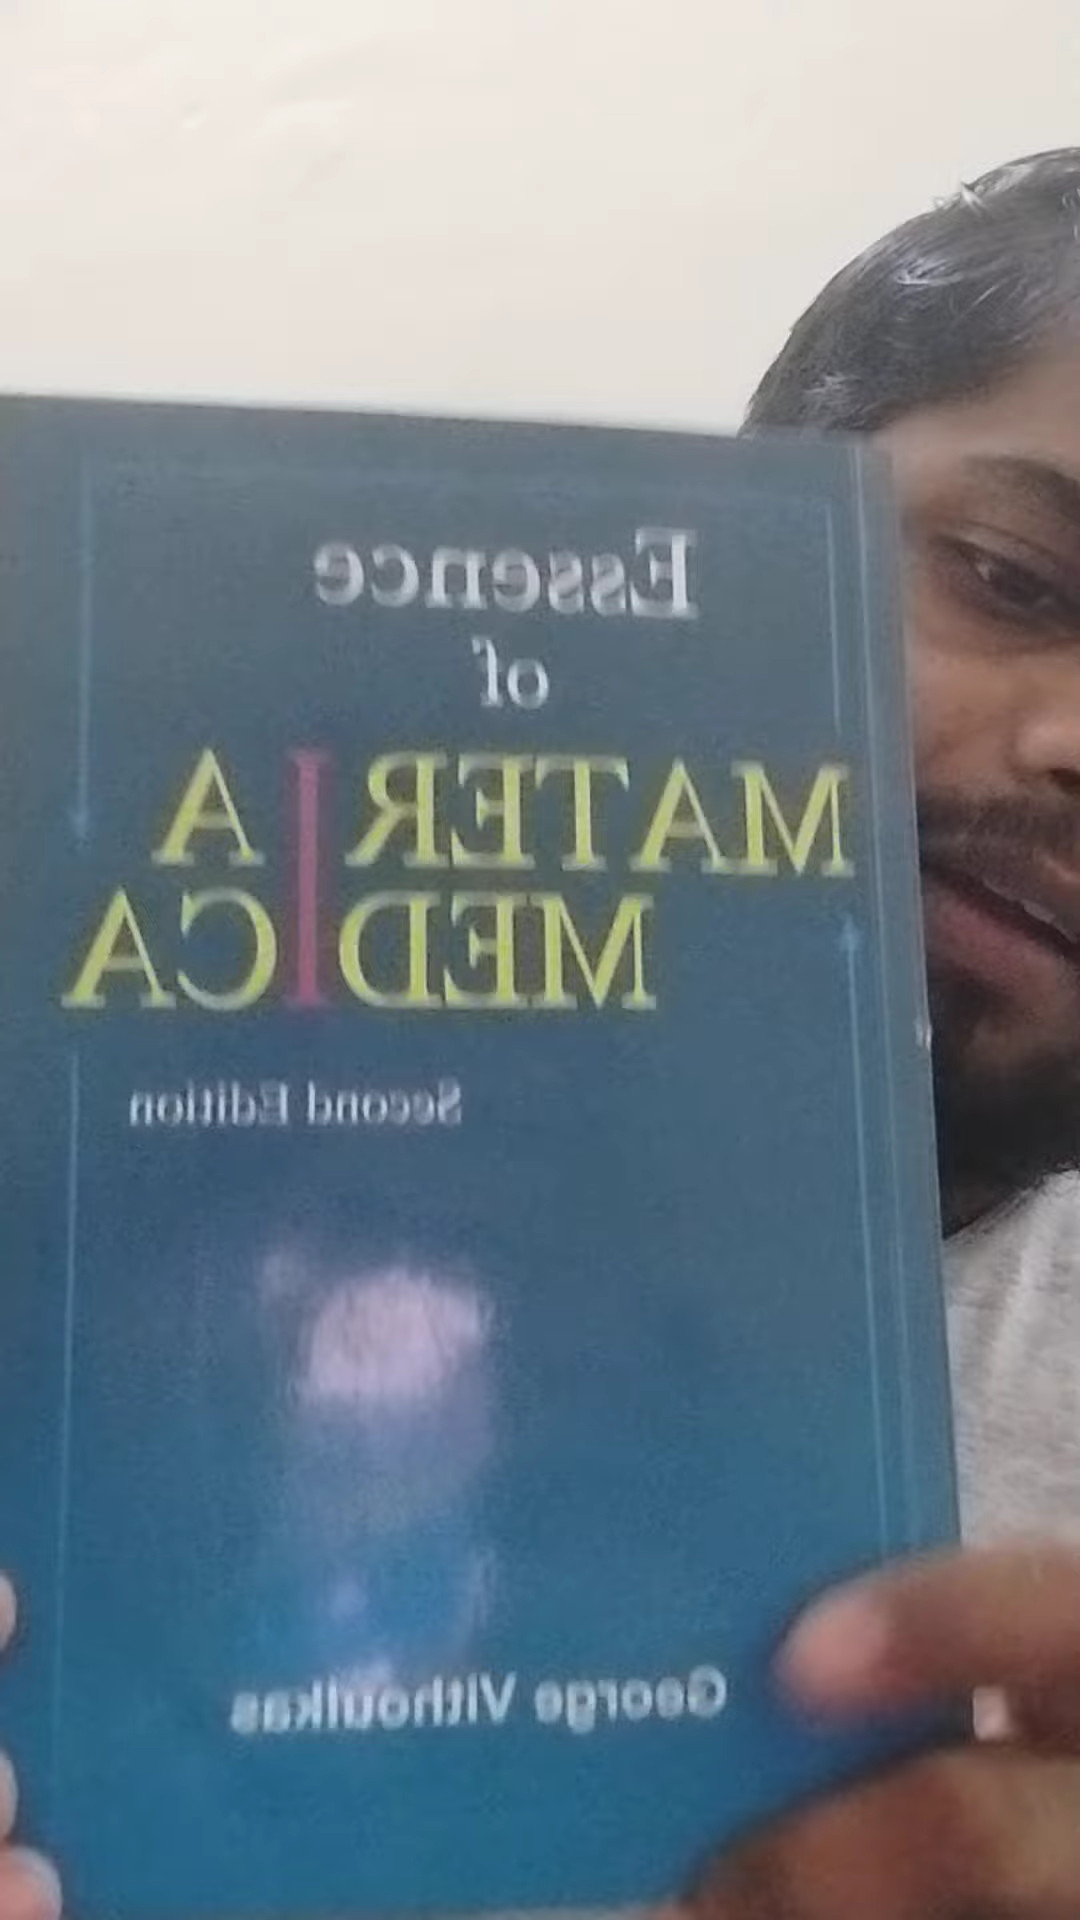 Essence
of
MATERIA
MEDICA
Second Edition
George Vithoulkas